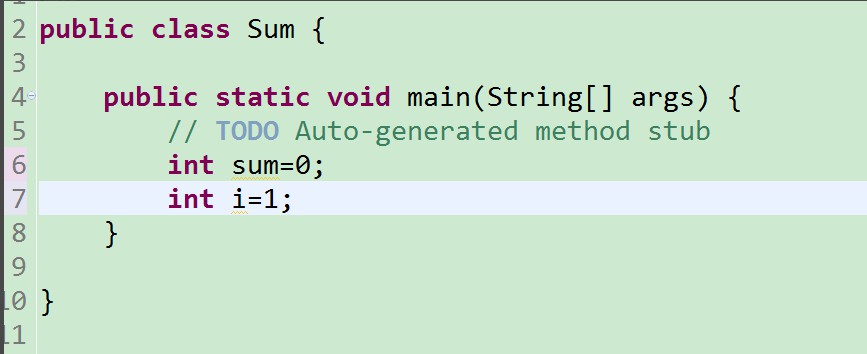 2 public class Sum {
3
4 public static void main(String[] args) {
5 // TODO Auto-generated method stub
6 int sum=0;
7 int i=1;
8 }
9
10 }
11